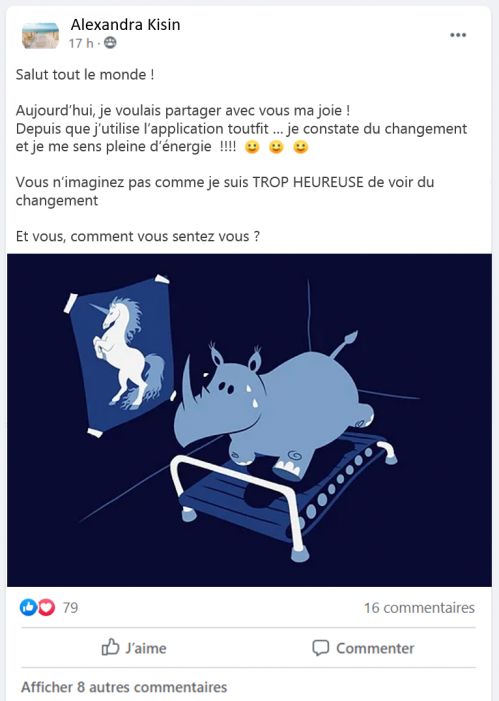 Alexandra Kisin
17 h ·
Salut tout le monde !
Aujourd’hui, je voulais partager avec vous ma joie !
Depuis que j’utilise l’application toutfit ... je constate du changement
et je me sens pleine d’énergie !!!! 😃 😃 😃
Vous n’imaginez pas comme je suis TROP HEUREUSE de voir du
changement
Et vous, comment vous sentez vous ?
79
16 commentaires
J’aime
Commenter
Afficher 8 autres commentaires